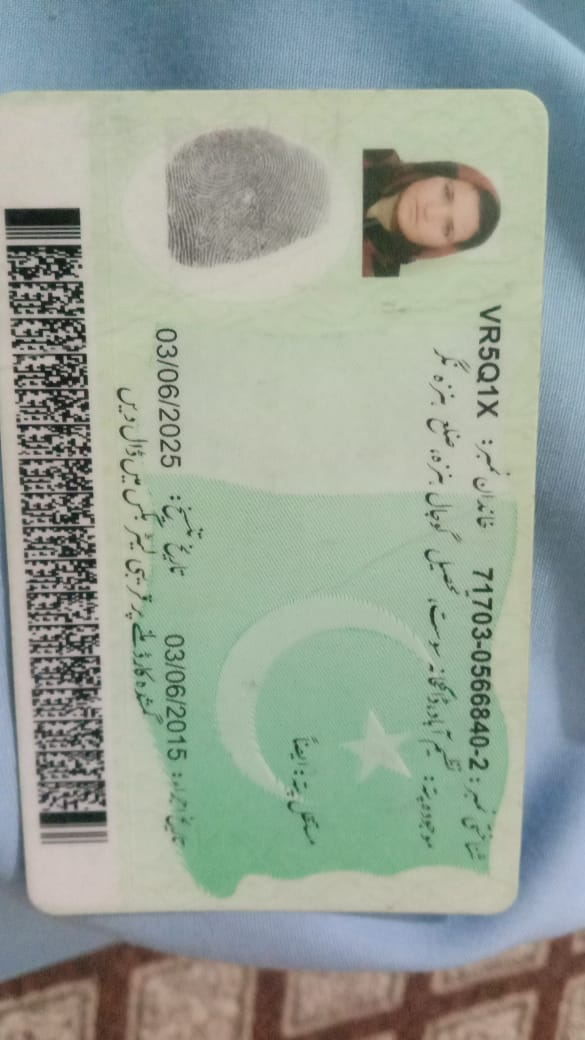 شناختی نمبر: 71703-0566840-2 خاندان نمبر: VR5Q1X
موجودہ پتہ: نظیم آباد، ڈاکخانہ سوست، تحصیل گوجال ہنزہ، ضلع ہنزہ نگر
مستقل پتہ: ایضاً
تاریخ اجراء: 03/06/2015 تاریخ تنسیخ: 03/06/2025
گمشدہ کارڈ ملنے پر قریبی لیٹر بکس میں ڈال دیں